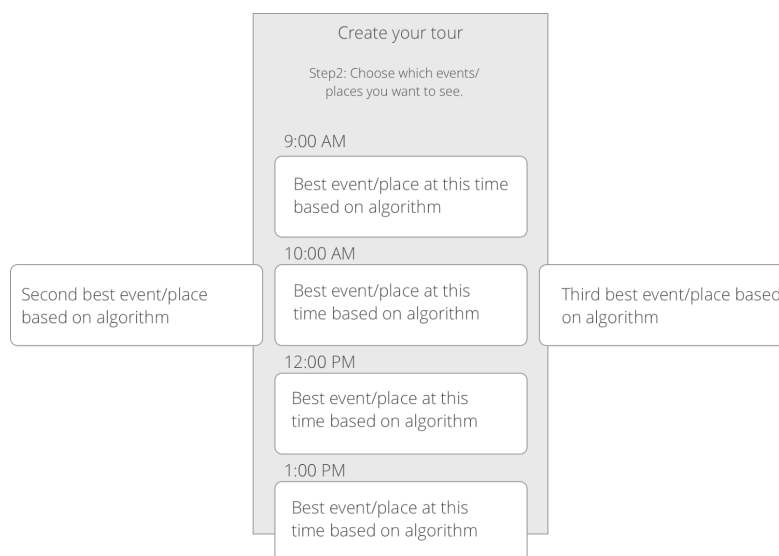 Create your tour
Step2: Choose which events/
places you want to see.
9:00 AM
Best event/place at this time
based on algorithm
10:00 AM
Second best event/place
based on algorithm
Best event/place at this
time based on algorithm
Third best event/place based
on algorithm
12:00 PM
Best event/place at this
time based on algorithm
1:00 PM
Best event/place at this
time based on algorithm